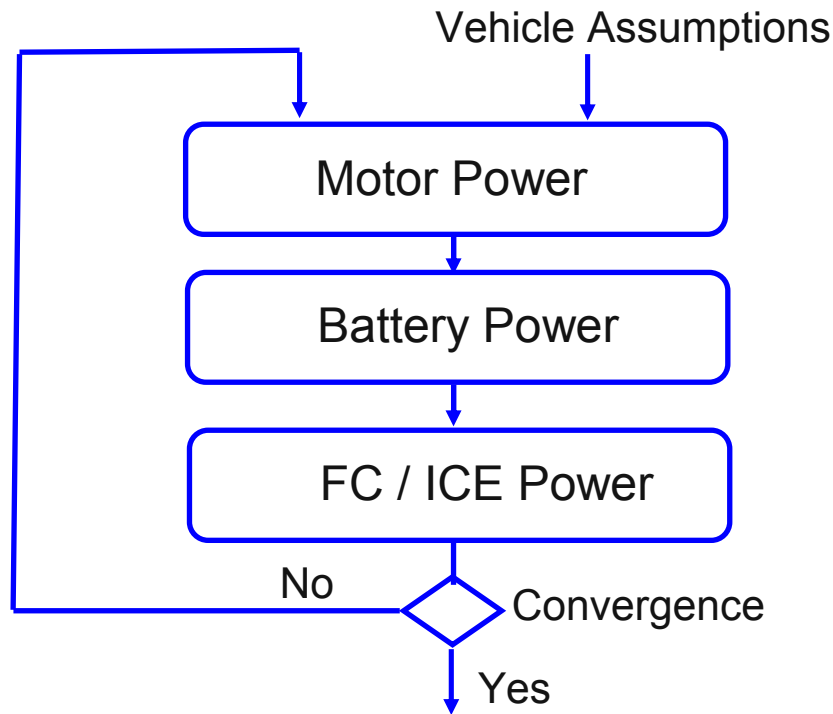 Vehicle Assumptions
Motor Power
Battery Power
FC / ICE Power
No
Convergence
Yes